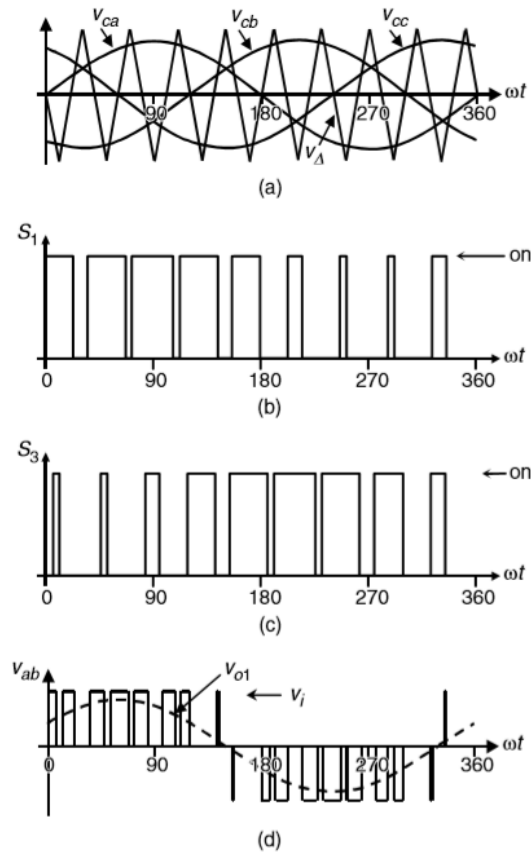 v_ca v_cb v_cc
90 180 270 360 ωt
v_Δ
(a)
S_1
on
0 90 180 270 360 ωt
(b)
S_3
on
0 90 180 270 360 ωt
(c)
v_ab v_o1 v_i
0 90 180 270 360 ωt
(d)